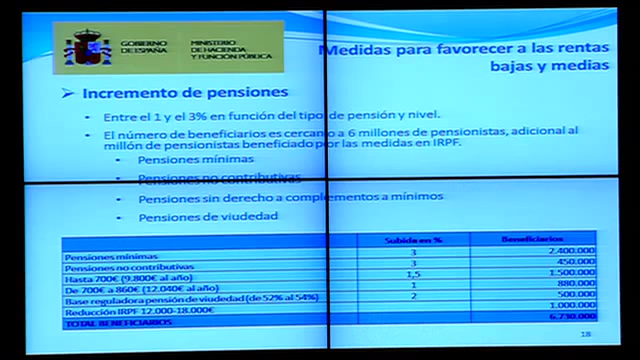 GOBIERNO
DE ESPAÑA
MINISTERIO
DE HACIENDA
Y FUNCIÓN PÚBLICA
Medidas para favorecer a las rentas
bajas y medias
Incremento de pensiones
• Entre el 1 y el 3% en función del tipo de pensión y nivel.
• El número de beneficiarios es cercano a 6 millones de pensionistas, adicional al
millón de pensionistas beneficiado por las medidas en IRPF.
• Pensiones mínimas
• Pensiones no contributivas
• Pensiones sin derecho a complementos a mínimos
• Pensiones de viudedad
Subida en % Beneficiarios
Pensiones mínimas 3 2.400.000
Pensiones no contributivas 3 450.000
Hasta 700€ (9.800€ al año) 1,5 1.500.000
De 700€ a 860€ (12.040€ al año) 1 880.000
Base reguladora pensión de viudedad (de 52% al 54%) 2 500.000
Reducción IRPF 12.000-18.000€ 1.000.000
TOTAL BENEFICIARIOS 6.730.000
18